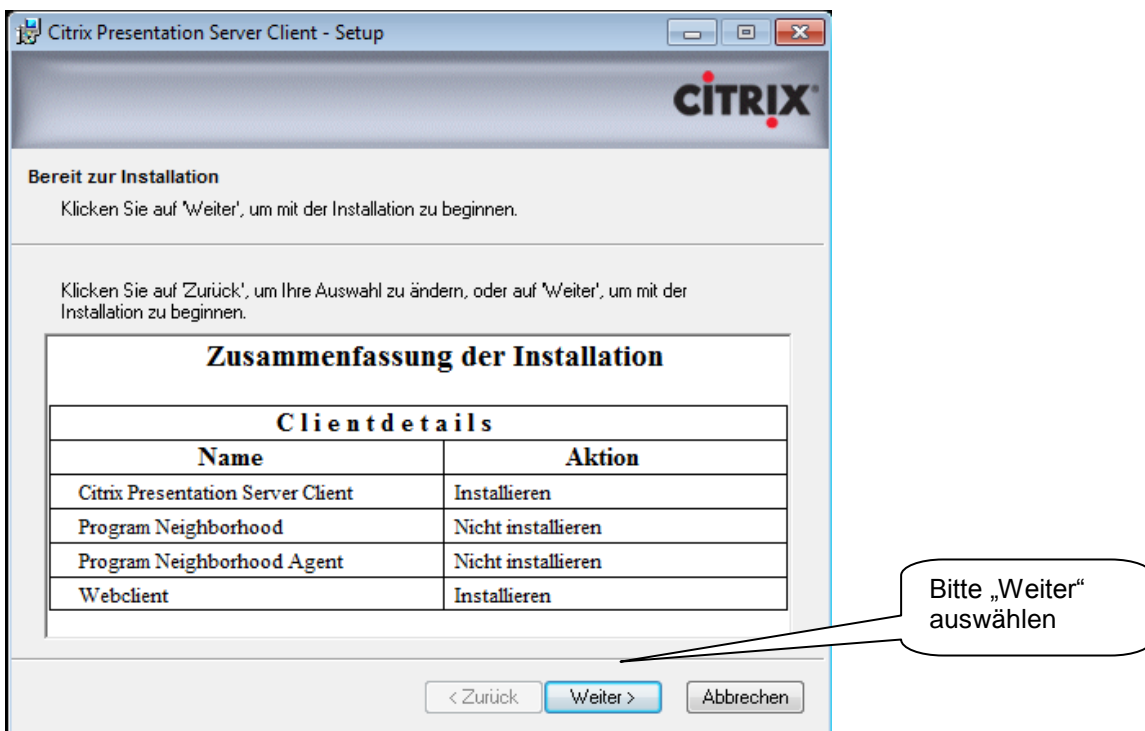 Citrix Presentation Server Client - Setup
CITRIX®
Bereit zur Installation
Klicken Sie auf 'Weiter', um mit der Installation zu beginnen.
Klicken Sie auf 'Zurück', um Ihre Auswahl zu ändern, oder auf 'Weiter', um mit der
Installation zu beginnen.
Zusammenfassung der Installation
Clientdetails
Name Aktion
Citrix Presentation Server Client Installieren
Program Neighborhood Nicht installieren
Program Neighborhood Agent Nicht installieren
Webclient Installieren
Bitte „Weiter“
auswählen
< Zurück Weiter > Abbrechen